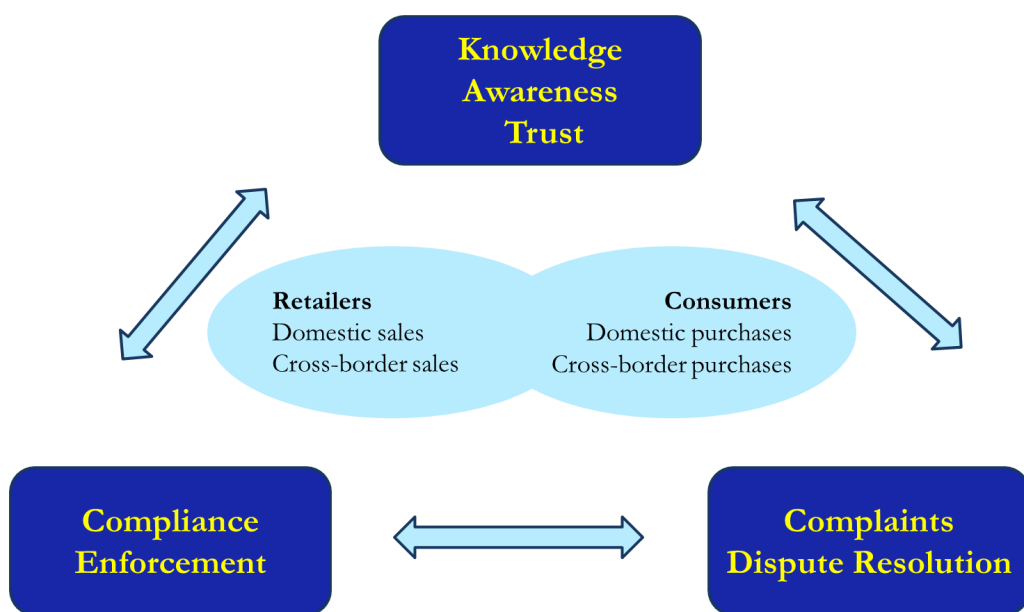 Knowledge
Awareness
Trust
Retailers
Domestic sales
Cross-border sales
Consumers
Domestic purchases
Cross-border purchases
Compliance
Enforcement
Complaints
Dispute Resolution